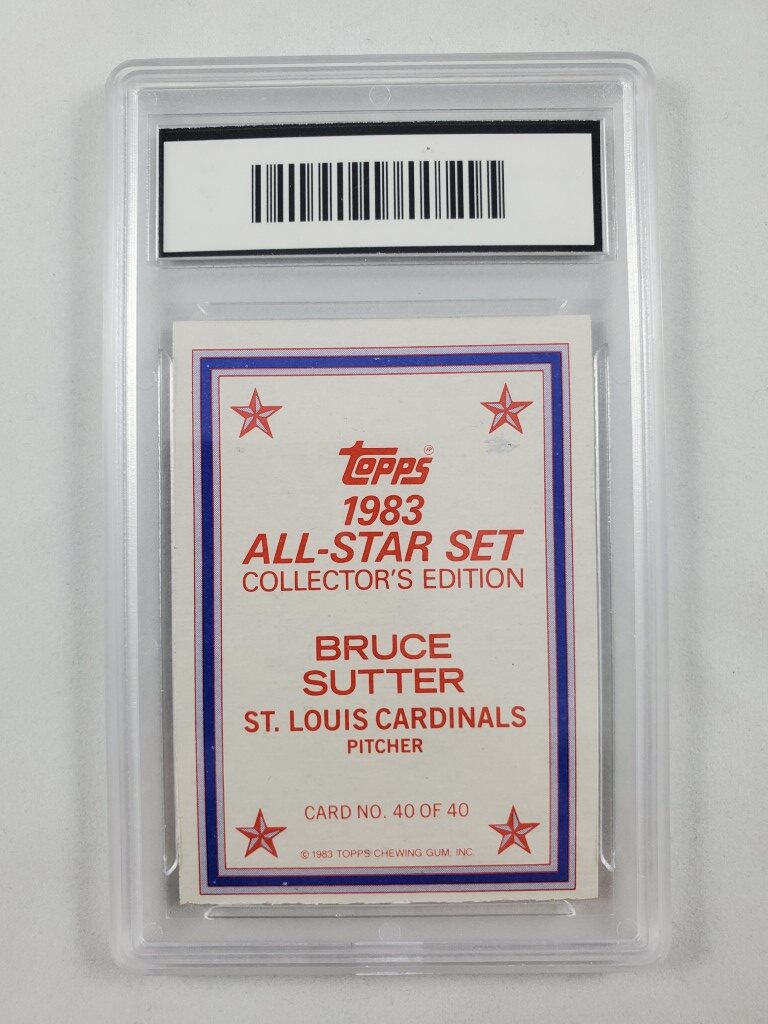 Topps®
1983
ALL-STAR SET
COLLECTOR'S EDITION
BRUCE
SUTTER
ST. LOUIS CARDINALS
PITCHER
CARD NO. 40 OF 40
© 1983 TOPPS CHEWING GUM, INC.